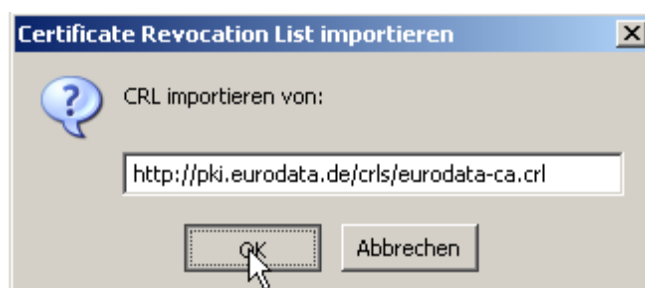 Certificate Revocation List importieren
CRL importieren von:
http://pki.eurodata.de/crls/eurodata-ca.crl
OK
Abbrechen